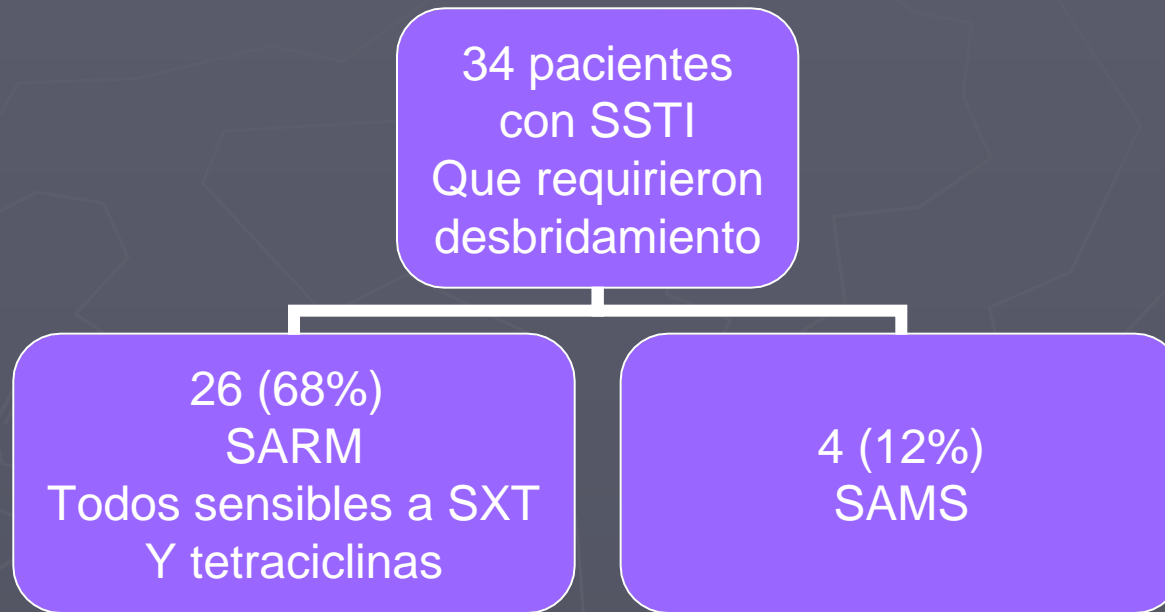 34 pacientes
con SSTI
Que requirieron
desbridamiento
26 (68%)
SARM
Todos sensibles a SXT
Y tetraciclinas
4 (12%)
SAMS